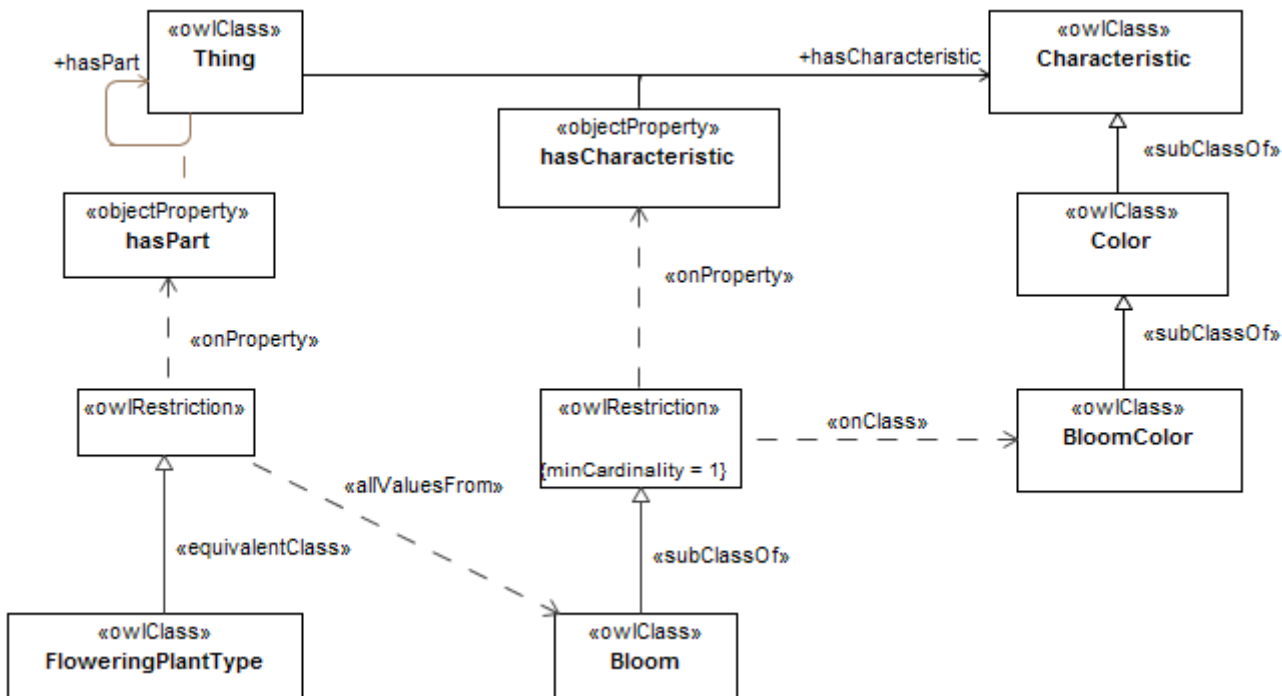 «owlClass»
Thing
+hasPart
+hasCharacteristic
«owlClass»
Characteristic
«objectProperty»
hasCharacteristic
«subClassOf»
«objectProperty»
hasPart
«owlClass»
Color
«onProperty»
«onProperty»
«subClassOf»
«owlRestriction»
«owlRestriction»
{minCardinality = 1}
«onClass»
«owlClass»
BloomColor
«allValuesFrom»
«equivalentClass»
«subClassOf»
«owlClass»
FloweringPlantType
«owlClass»
Bloom